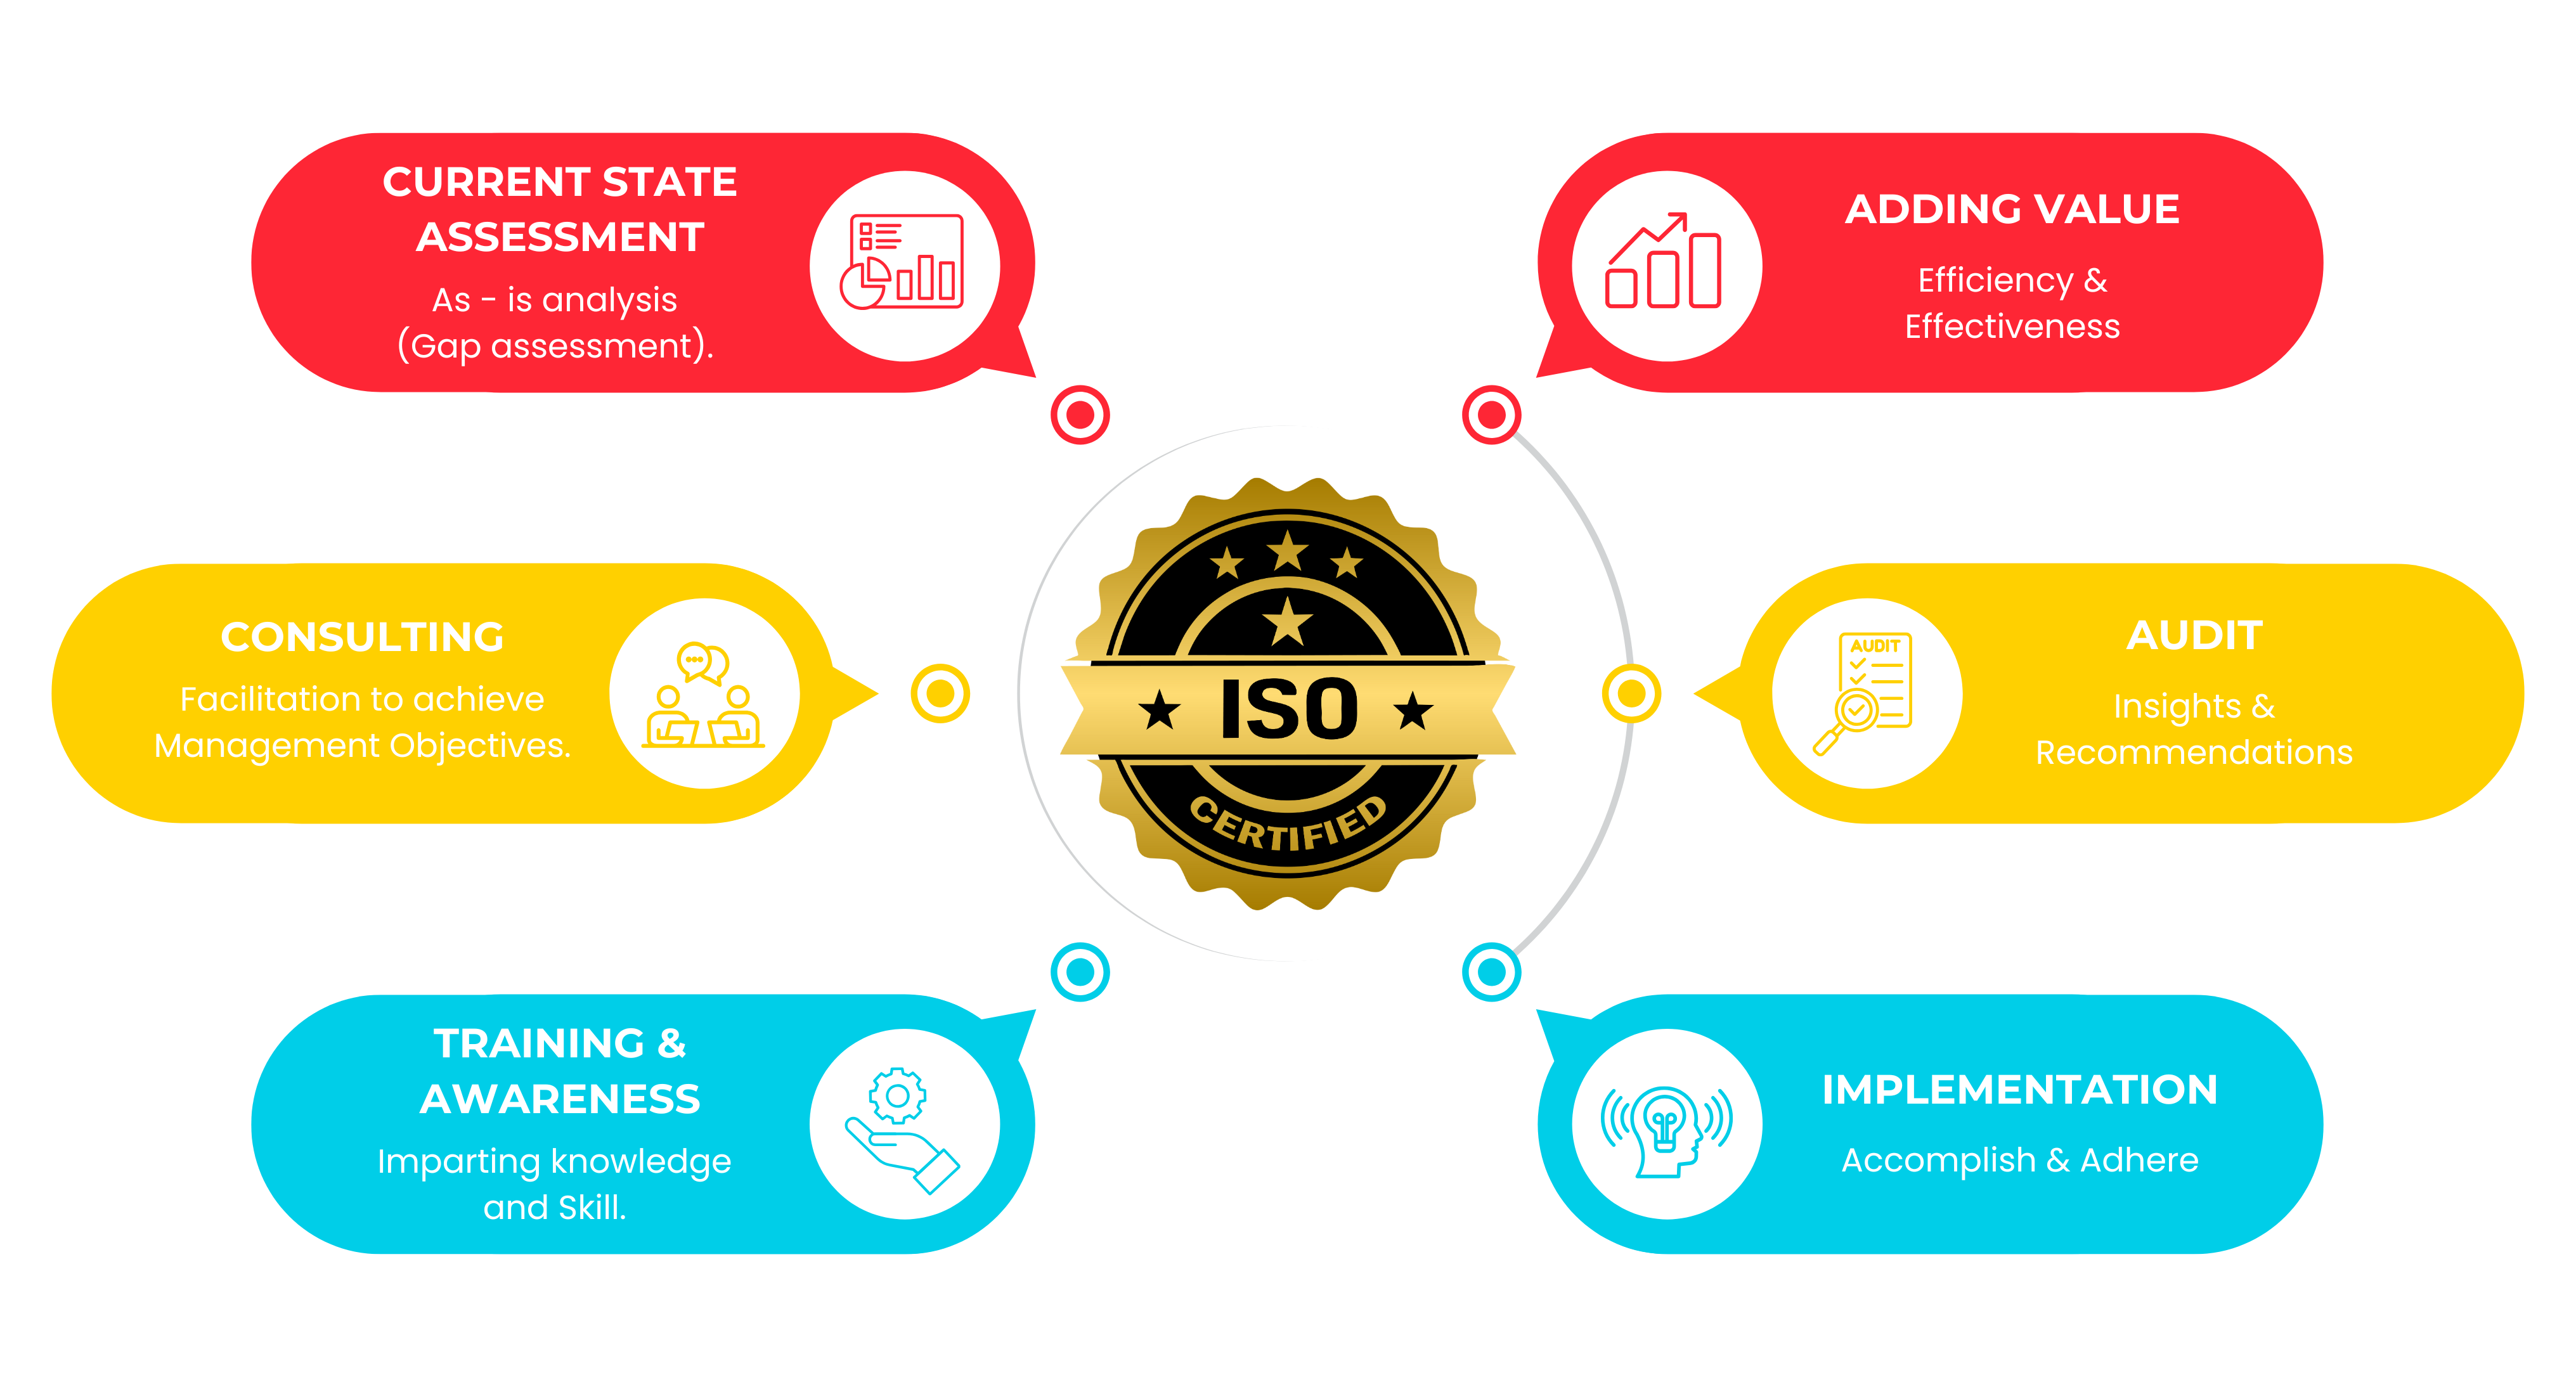 CURRENT STATE
ASSESSMENT
As - is analysis
(Gap assessment).
CONSULTING
Facilitation to achieve
Management Objectives.
TRAINING &
AWARENESS
Imparting knowledge
and Skill.
ISO
CERTIFIED
ADDING VALUE
Efficiency &
Effectiveness
AUDIT
AUDIT
Insights &
Recommendations
IMPLEMENTATION
Accomplish & Adhere